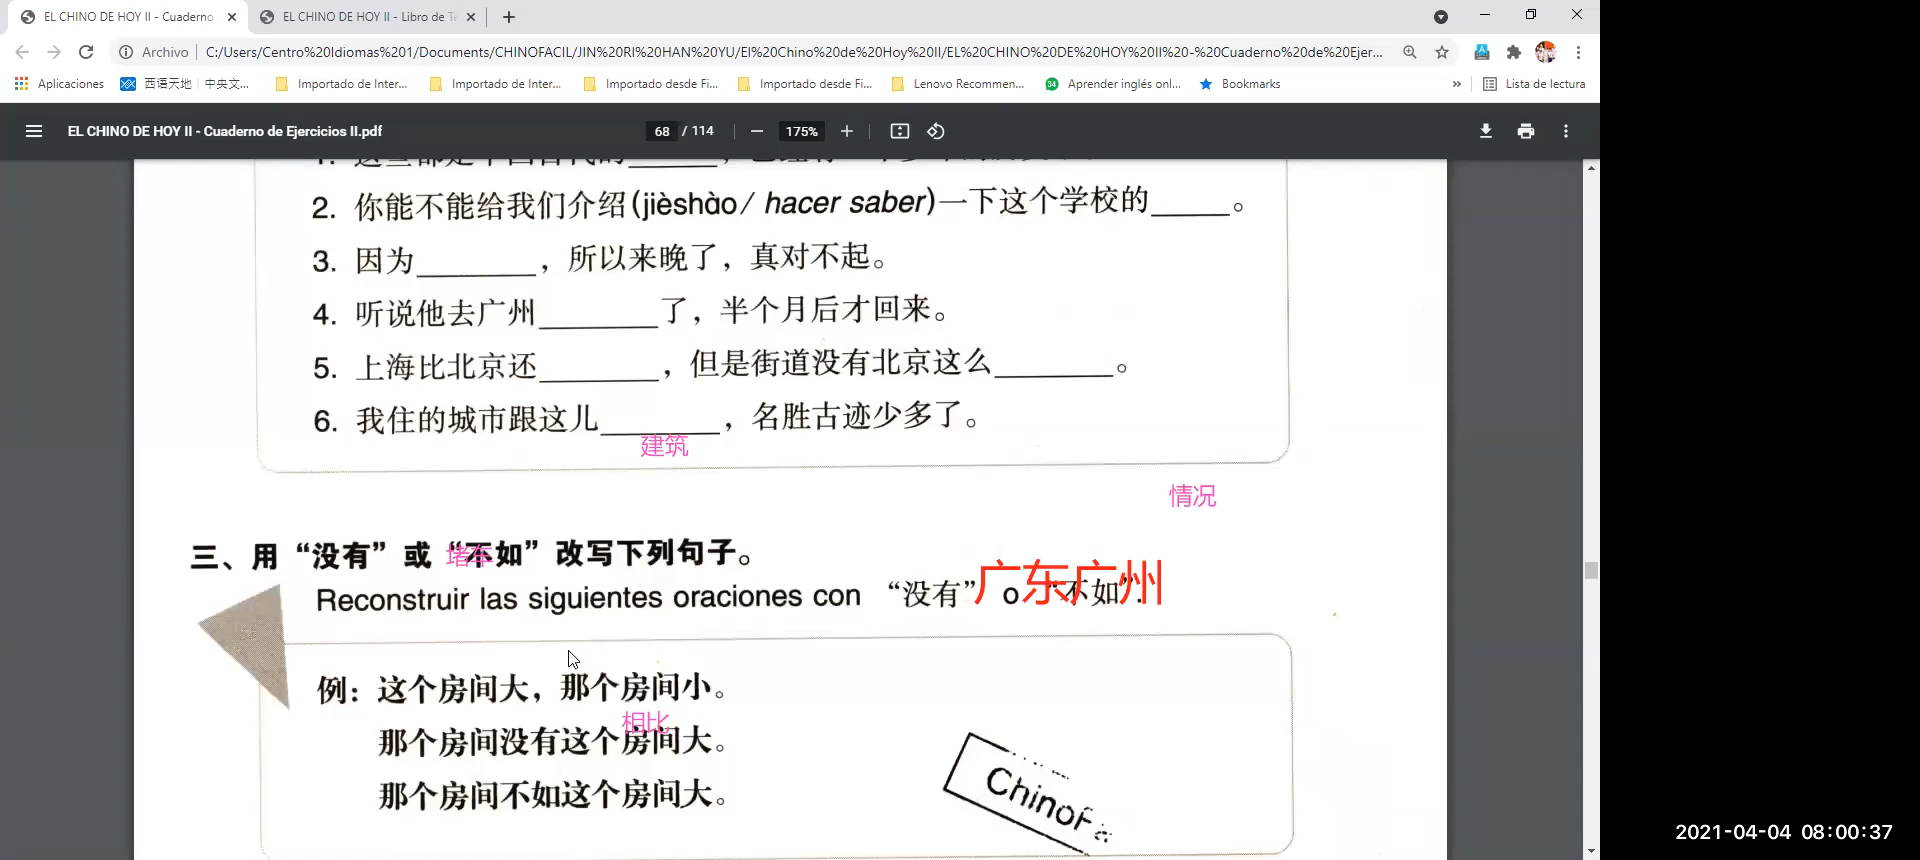 EL CHINO DE HOY II - Cuaderno
EL CHINO DE HOY II - Libro de Te
Archivo
C:/Users/Centro%20Idiomas%201/Documents/CHINOFACIL/JIN%20RI%20HAN%20YU/El%20Chino%20de%20Hoy%20II/EL%20CHINO%20DE%20HOY%20II%20-%20Cuaderno%20de%20Ejer...
Aplicaciones
西语天地 | 中央文...
Importado de Inter...
Importado de Inter...
Importado desde Fi...
Importado desde Fi...
Lenovo Recommen...
34
Aprender inglés onl...
Bookmarks
»
Lista de lectura
EL CHINO DE HOY II - Cuaderno de Ejercicios II.pdf
68 / 114
175%
2. 你能不能给我们介绍(jièshào/ hacer saber)一下这个学校的_____。
3. 因为________，所以来晚了，真对不起。
4. 听说他去广州________了，半个月后才回来。
5. 上海比北京还________，但是街道没有北京这么________。
6. 我住的城市跟这儿________，名胜古迹少多了。
建筑
情况
三、用“没有”或“不如”改写下列句子。
堵车
Reconstruir las siguientes oraciones con “没有” o “不如”.
广东广州
例：这个房间大，那个房间小。
相比
那个房间没有这个房间大。
那个房间不如这个房间大。
ChinoFa
2021-04-04 08:00:37